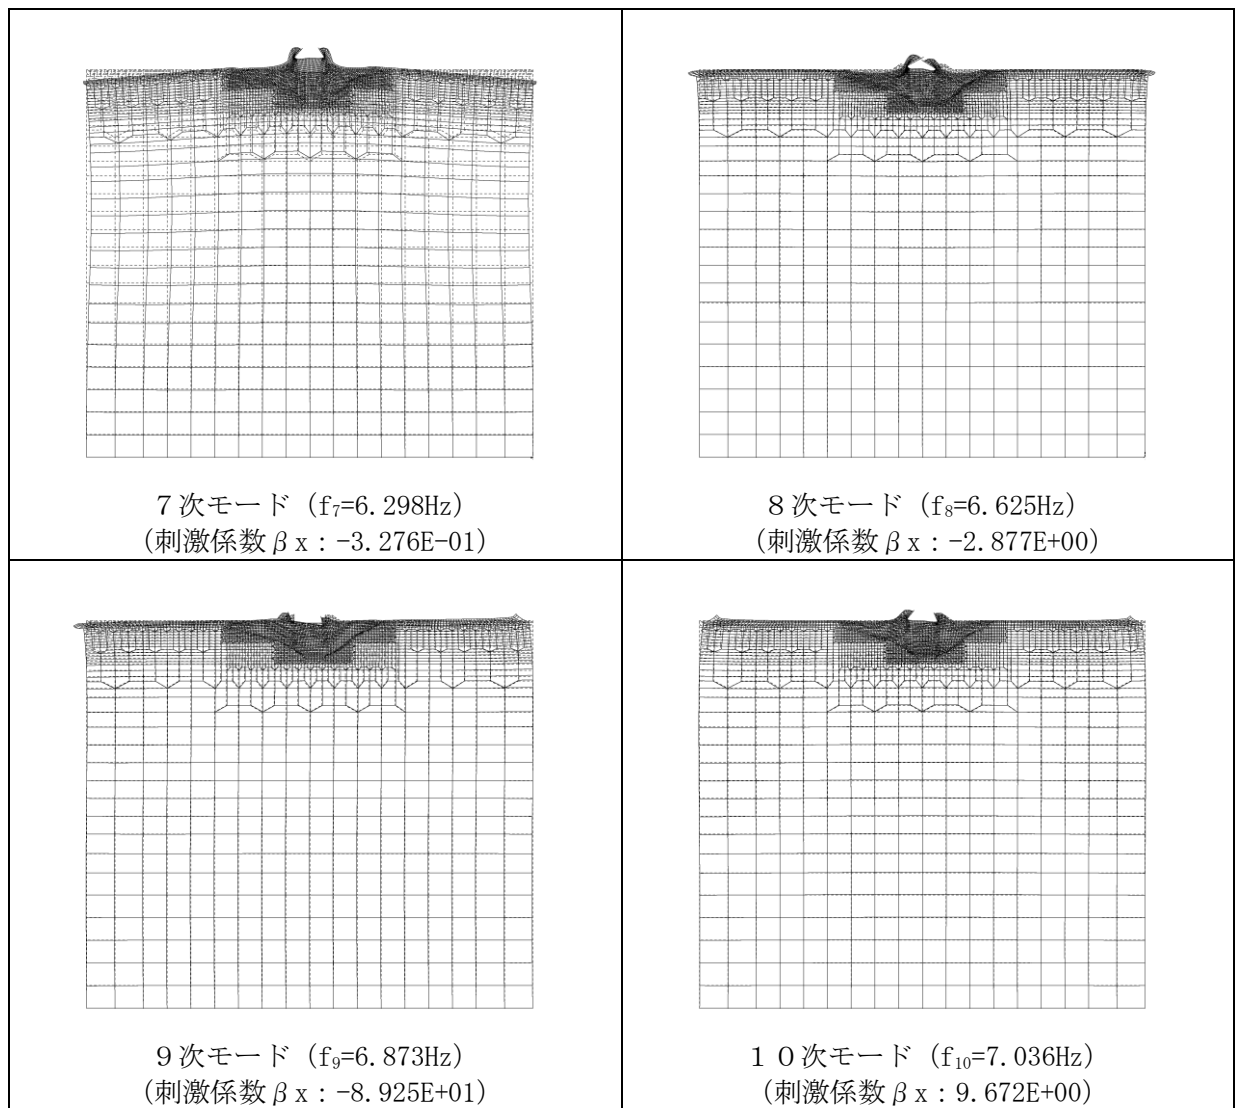 7次モード (f₇=6.298Hz)
(刺激係数βx:-3.276E-01)
8次モード (f₈=6.625Hz)
(刺激係数βx:-2.877E+00)
9次モード (f₉=6.873Hz)
(刺激係数βx:-8.925E+01)
10次モード (f₁₀=7.036Hz)
(刺激係数βx:9.672E+00)